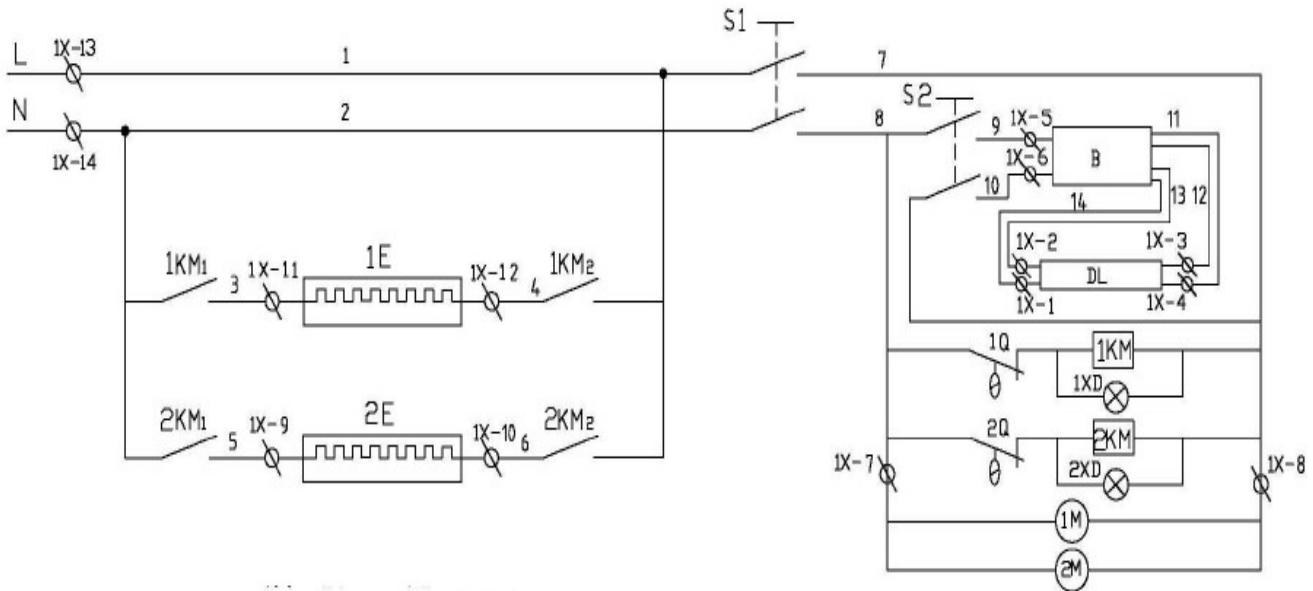 S1
L 1X-13 1 7
N 1X-14 2 8
S2
9 1X-5 B 11
10 1X-6
14 13 12
1X-2 1X-3
DL
1X-1 1X-4
1KM1 3 1X-11 1E 1X-12 4 1KM2
1Q 1KM
1XD
2KM1 5 1X-9 2E 1X-10 6 2KM2
2Q 2KM
1X-7 2XD 1X-8
1M
2M